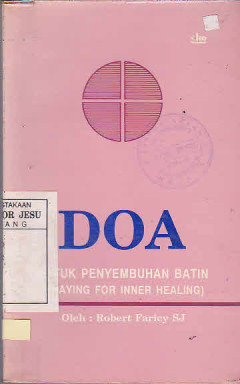 STAKAAN
OR JESU
ANG
DOA
TUK PENYEMBUHAN BATIN
AYING FOR INNER HEALING)
Oleh : Robert Faricy SJ